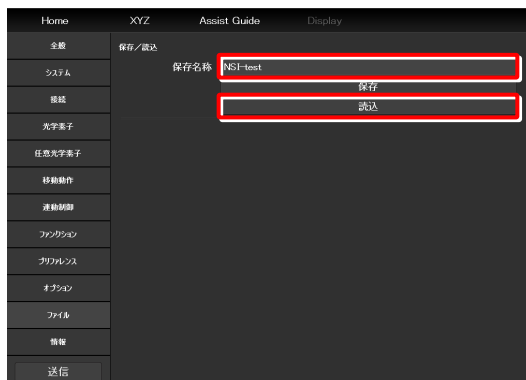 Home XYZ Assist Guide Display
全般
システム
接続
光学素子
任意光学素子
移動動作
連動制御
ファンクション
プリファレンス
オプション
ファイル
情報
送信
保存／読込
保存名称 NSI-test
保存
読込